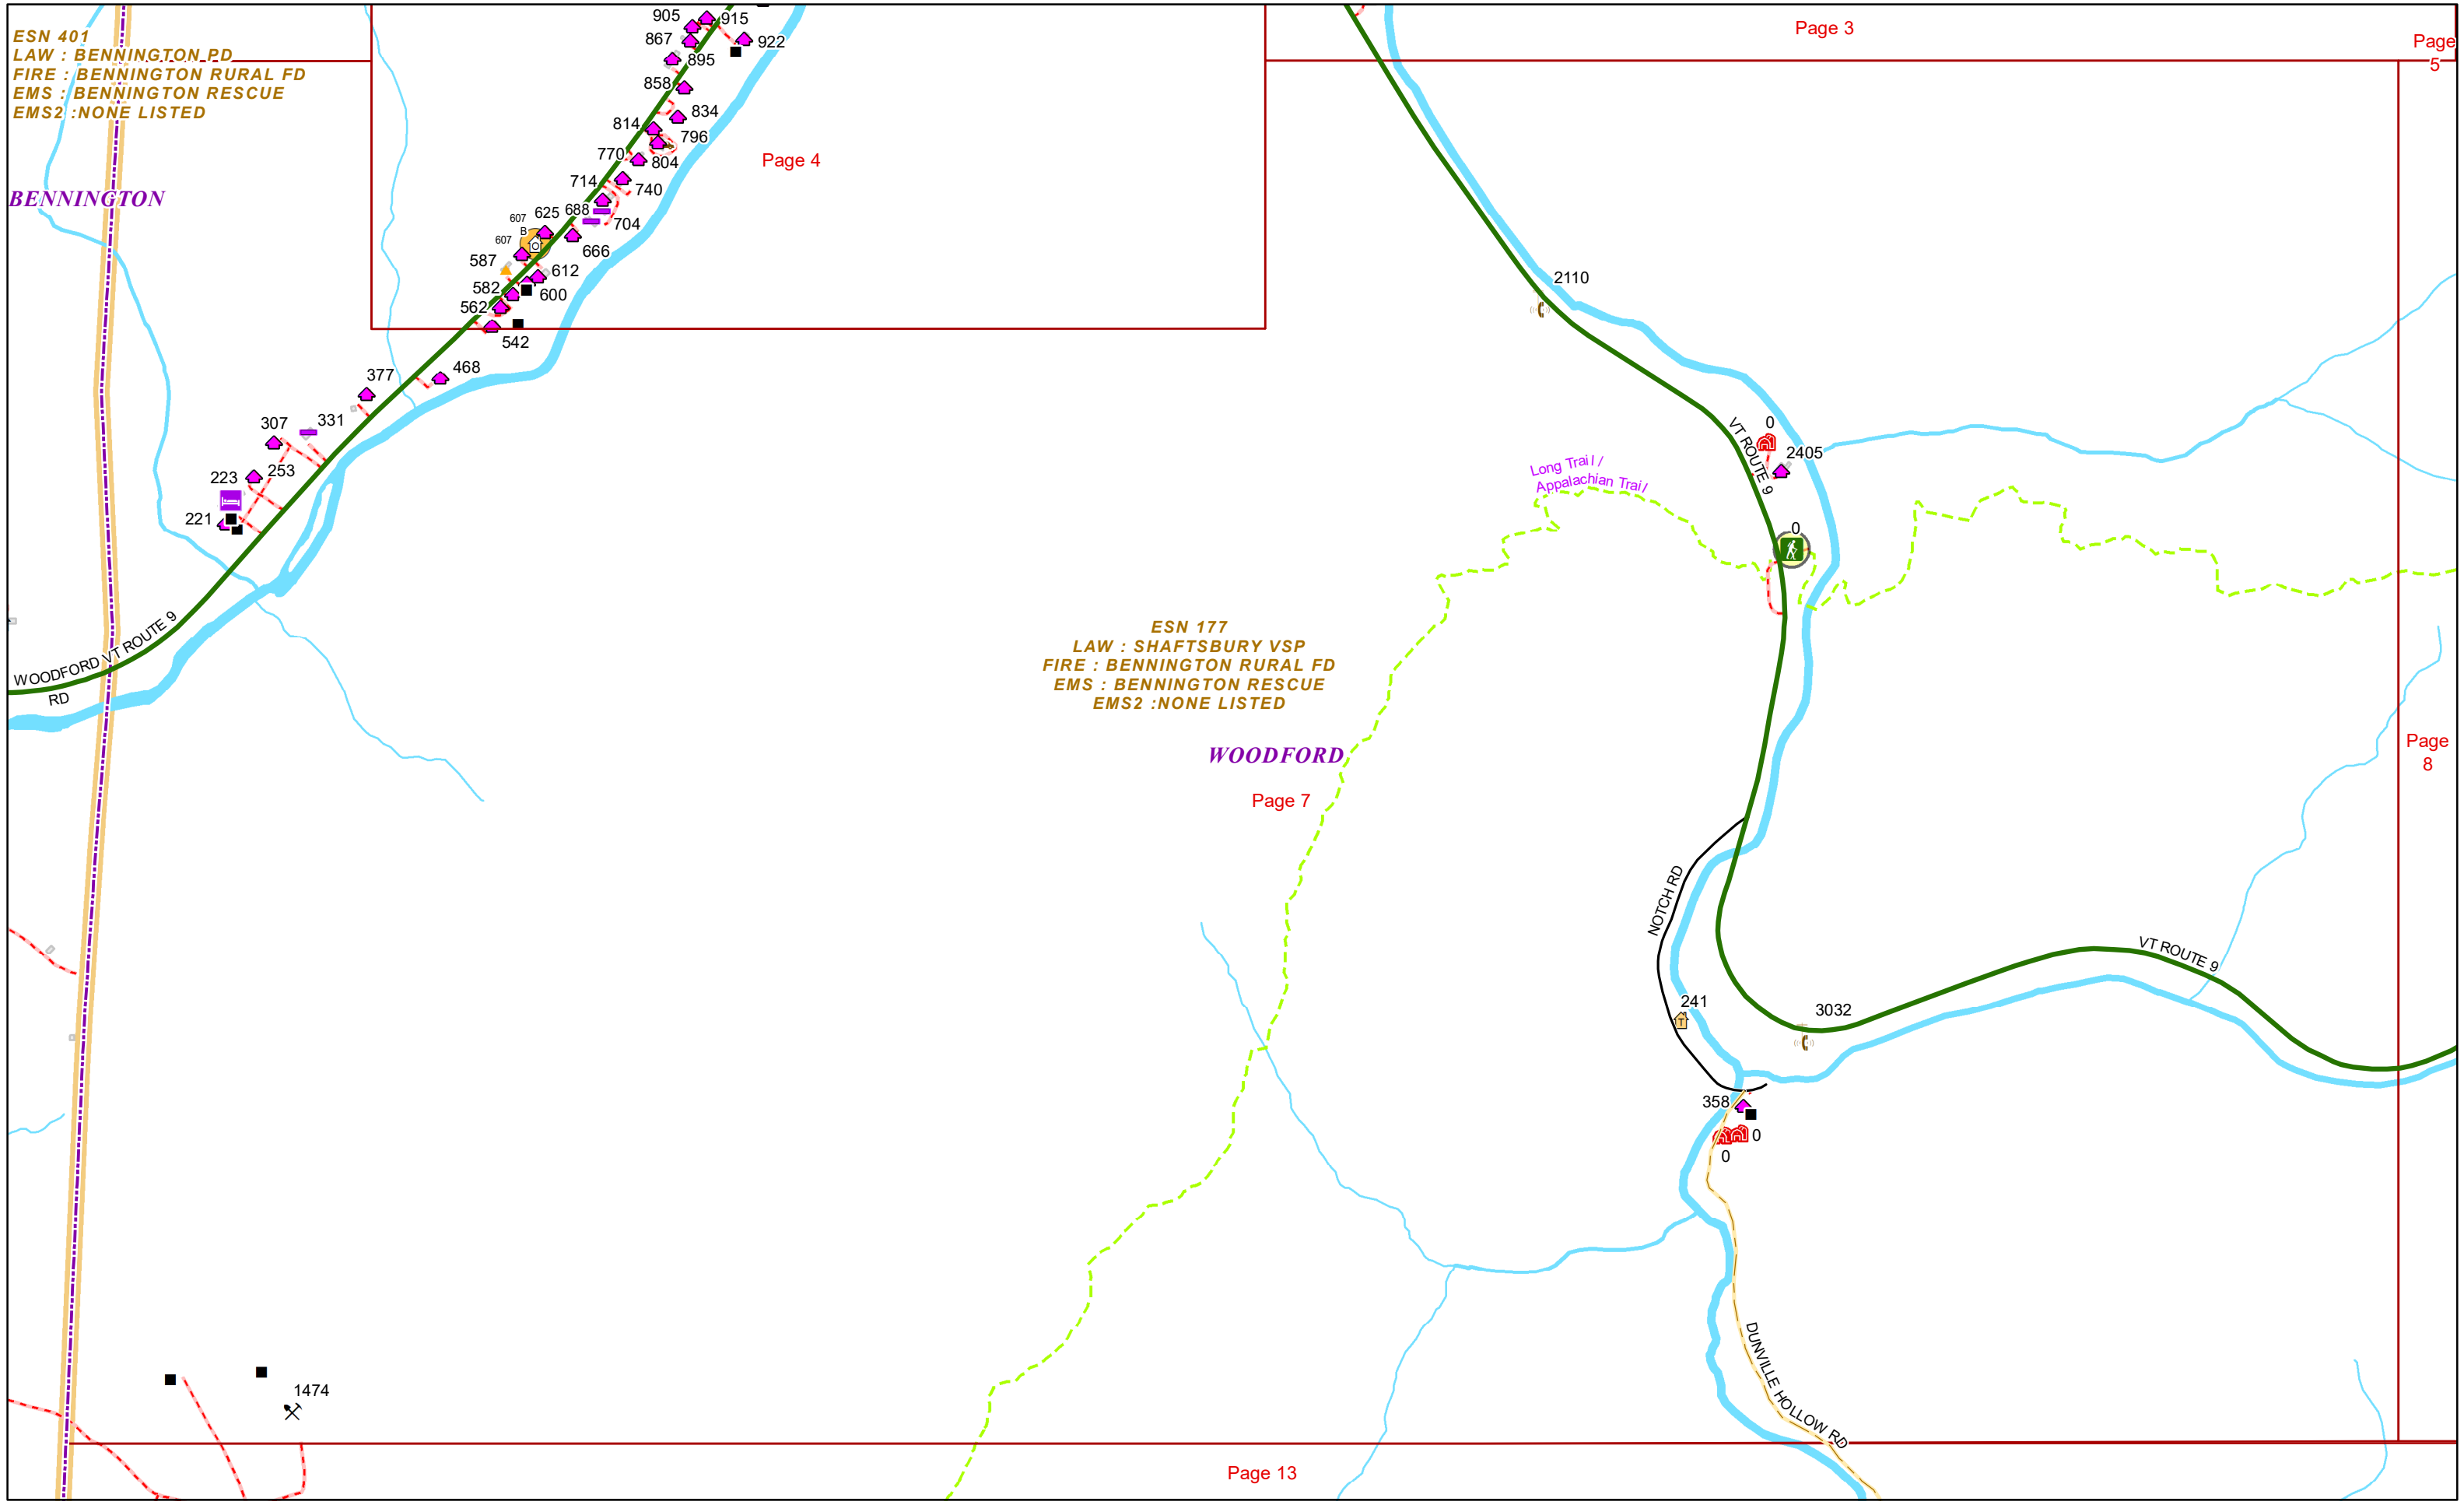 ESN 401
LAW : BENNINGTON PD
FIRE : BENNINGTON RURAL FD
EMS : BENNINGTON RESCUE
EMS2 :NONE LISTED
BENNINGTON
905
915
867
922
895
858
834
814
796
770
804
714
740
607
625
688
704
B
607
666
587
612
582
600
562
542
468
377
307
331
223
253
221
WOODFORD VT ROUTE 9
RD
Page 4
Page 3
Page
5
2110
VT ROUTE 9
0
2405
Long Trail /
Appalachian Trail
0
ESN 177
LAW : SHAFTSBURY VSP
FIRE : BENNINGTON RURAL FD
EMS : BENNINGTON RESCUE
EMS2 :NONE LISTED
WOODFORD
Page 7
Page
8
NOTCH RD
VT ROUTE 9
241
T
3032
358
0
0
DUNVILLE HOLLOW RD
1474
Page 13